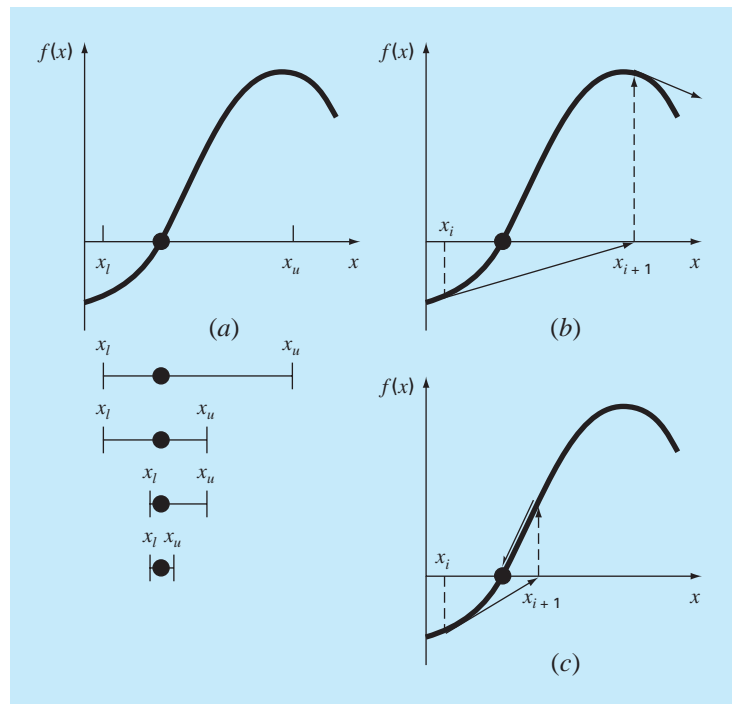 f(x)
x_l
x_u
x
(a)
x_l
x_u
x_l
x_u
x_l
x_u
x_l
x_u
f(x)
x_i
x_{i + 1}
x
(b)
f(x)
x_i
x_{i + 1}
x
(c)